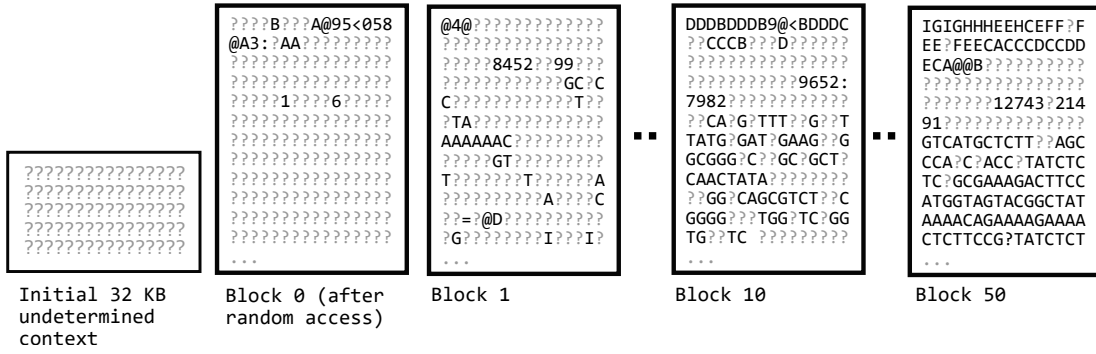 ????????????????
????????????????
????????????????
????????????????
????????????????
Initial 32 KB
undetermined
context
????B???A@95<058
@A3:?AA?????????
????????????????
????????????????
?????1????6?????
????????????????
????????????????
????????????????
????????????????
????????????????
????????????????
????????????????
...
Block 0 (after
random access)
@4@?????????????
????????????????
?????8452??99???
????????????GC?C
C????????????T??
?TA?????????????
AAAAAAC?????????
?????GT?????????
T???????T??????A
??????????A????C
??=?@D??????????
?G????????I???I?
...
Block 1
DDDBDDDB9@<BDDDC
??CCCB???D??????
????????????????
???????????9652:
7982????????????
??CA?G?TTT??G??T
TATG?GAT?GAAG??G
GCGGG?C??GC?GCT?
CAACTATA????????
??GG?CAGCGTCT??C
GGGG???TGG?TC?GG
TG??TC ?????????
...
Block 10
IGIGHHHEEHCEFF?F
EE?FEECACCCDCCDD
ECA@@B??????????
????????????????
???????12743?214
91??????????????
GTCATGCTCTT??AGC
CCA?C?ACC?TATCTC
TC?GCGAAAGACTTCC
ATGGTAGTACGGCTAT
AAAACAGAAAAGAAAA
CTCTTCCG?TATCTCT
...
Block 50